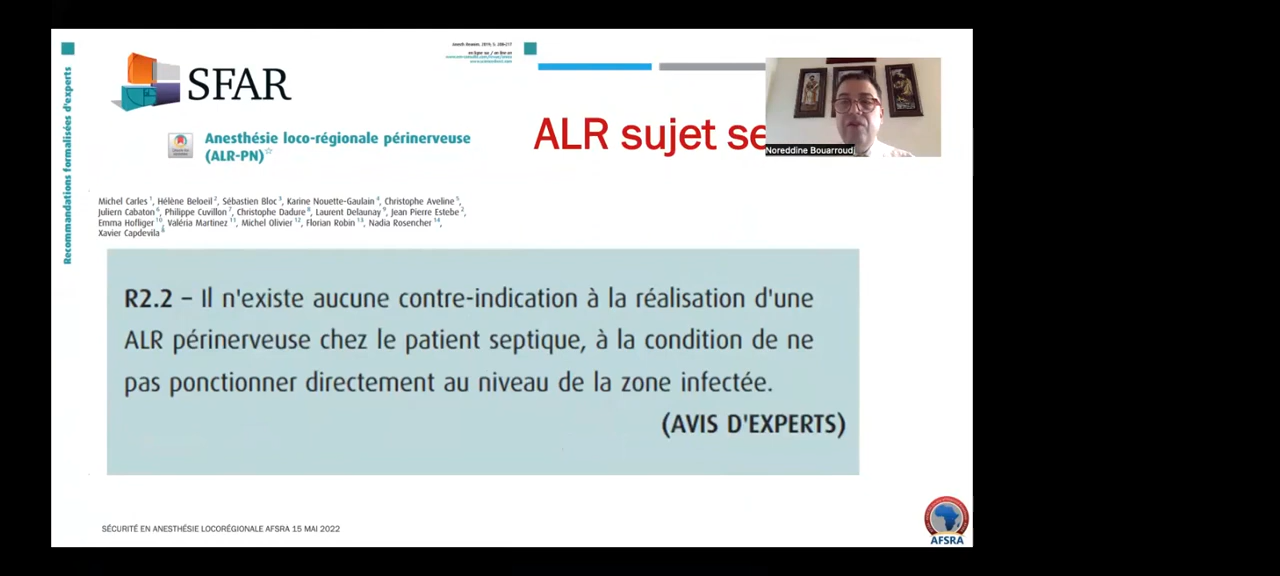 Recommandations formalisées d'experts
SFAR
Anesthésie loco-régionale périnerveuse
(ALR-PN)☆
ALR sujet se
Noreddine Bouarroudj
Michel Carles 1, Hélène Beloeil 2, Sébastien Bloc 3, Karine Nouette-Gaulain 4, Christophe Aveline 5,
Juliern Cabaton 6, Philippe Cuvillon 7, Christophe Dadure 8, Laurent Delaunay 9, Jean Pierre Estebe 2,
Emma Hofliger 10, Valéria Martinez 11, Michel Olivier 12, Florian Robin 13, Nadia Rosencher 14,
Xavier Capdevila 8
R2.2 – Il n'existe aucune contre-indication à la réalisation d'une
ALR périnerveuse chez le patient septique, à la condition de ne
pas ponctionner directement au niveau de la zone infectée.
(AVIS D'EXPERTS)
SÉCURITÉ EN ANESTHÉSIE LOCORÉGIONALE AFSRA 15 MAI 2022
AFSRA